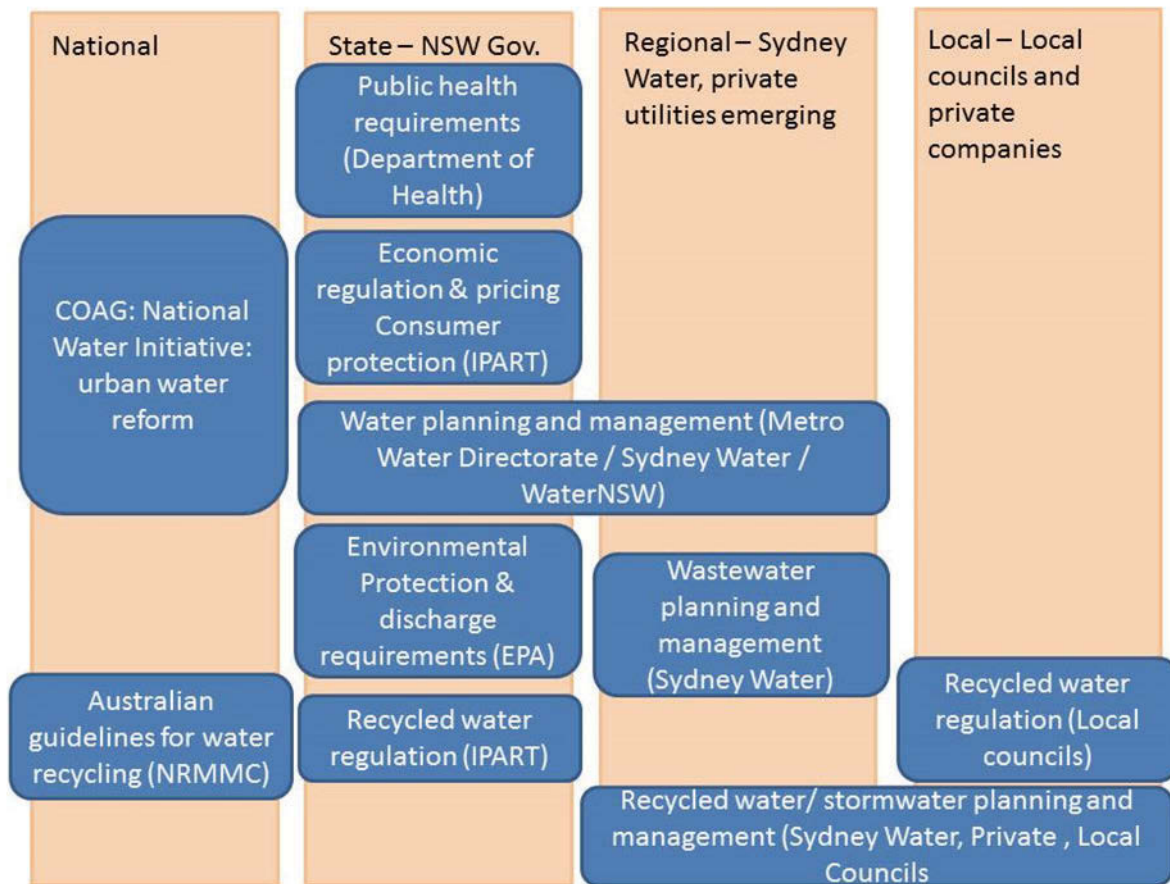 National
State – NSW Gov.
Regional – Sydney
Water, private
utilities emerging
Local – Local
councils and
private
companies
Public health
requirements
(Department of
Health)
COAG: National
Water Initiative:
urban water
reform
Economic
regulation & pricing
Consumer
protection (IPART)
Water planning and management (Metro
Water Directorate / Sydney Water /
WaterNSW)
Environmental
Protection &
discharge
requirements (EPA)
Wastewater
planning and
management
(Sydney Water)
Australian
guidelines for water
recycling (NRMMC)
Recycled water
regulation (IPART)
Recycled water
regulation (Local
councils)
Recycled water/ stormwater planning and
management (Sydney Water, Private , Local
Councils